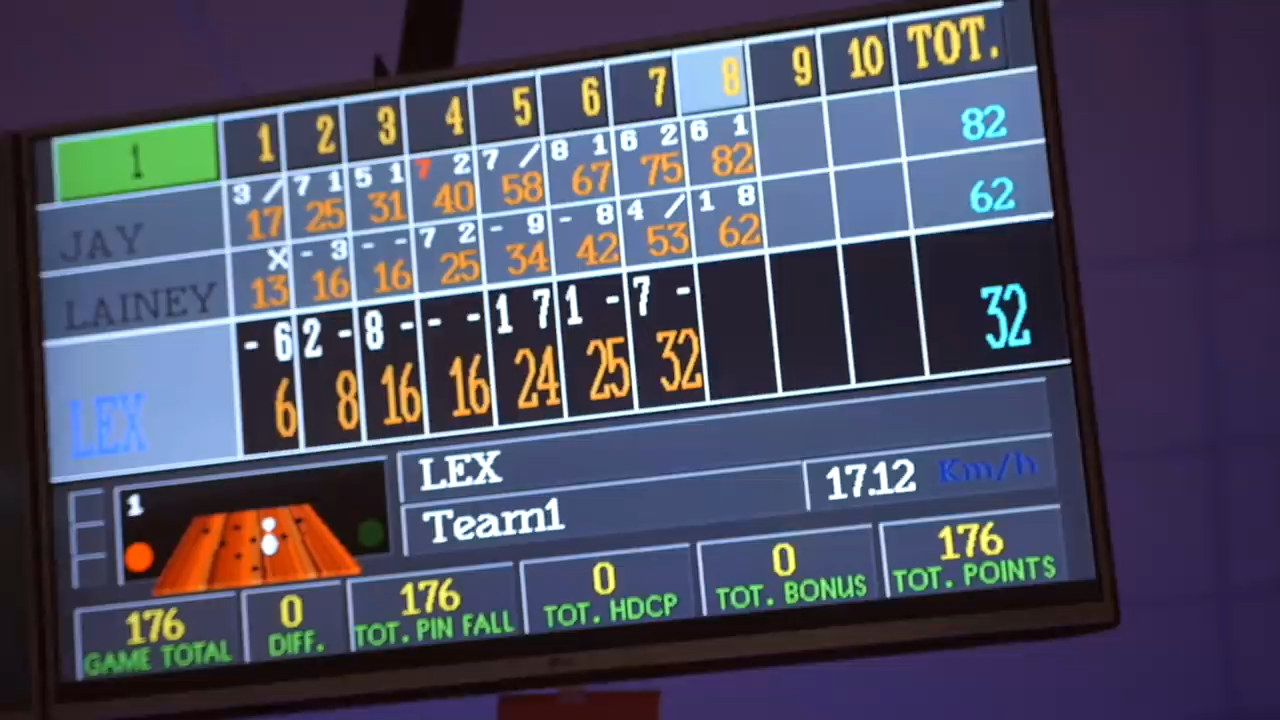 1 1 2 3 4 5 6 7 8 9 10 TOT.
3 / 7 1 5 1 7 2 7 / 8 1 6 2 6 1
JAY 17 25 31 40 58 67 75 82 82
X - 3 - - 7 2 - 9 - 8 4 / 1 8
LAINEY 13 16 16 25 34 42 53 62 62
- 6 2 - 8 - - - 1 7 1 - 7 -
LEX 6 8 16 16 24 25 32 32
1 LEX
Team1 17.12 Km/h
176 0 176 0 0 176
GAME TOTAL DIFF. TOT. PIN FALL TOT. HDCP TOT. BONUS TOT. POINTS